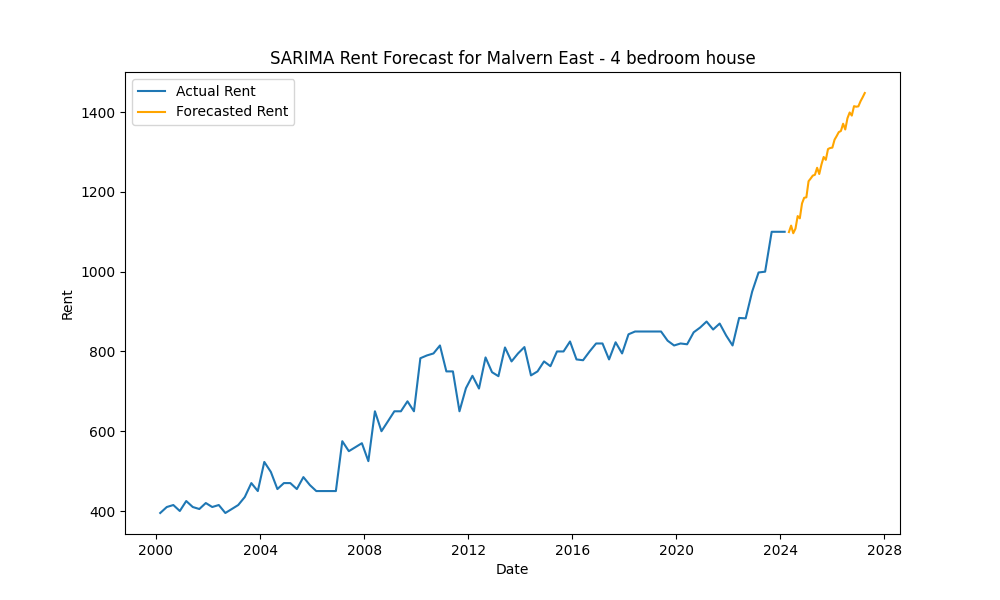 SARIMA Rent Forecast for Malvern East - 4 bedroom house
Actual Rent
Forecasted Rent
1400
1200
1000
800
600
400
Rent
2000 2004 2008 2012 2016 2020 2024 2028
Date